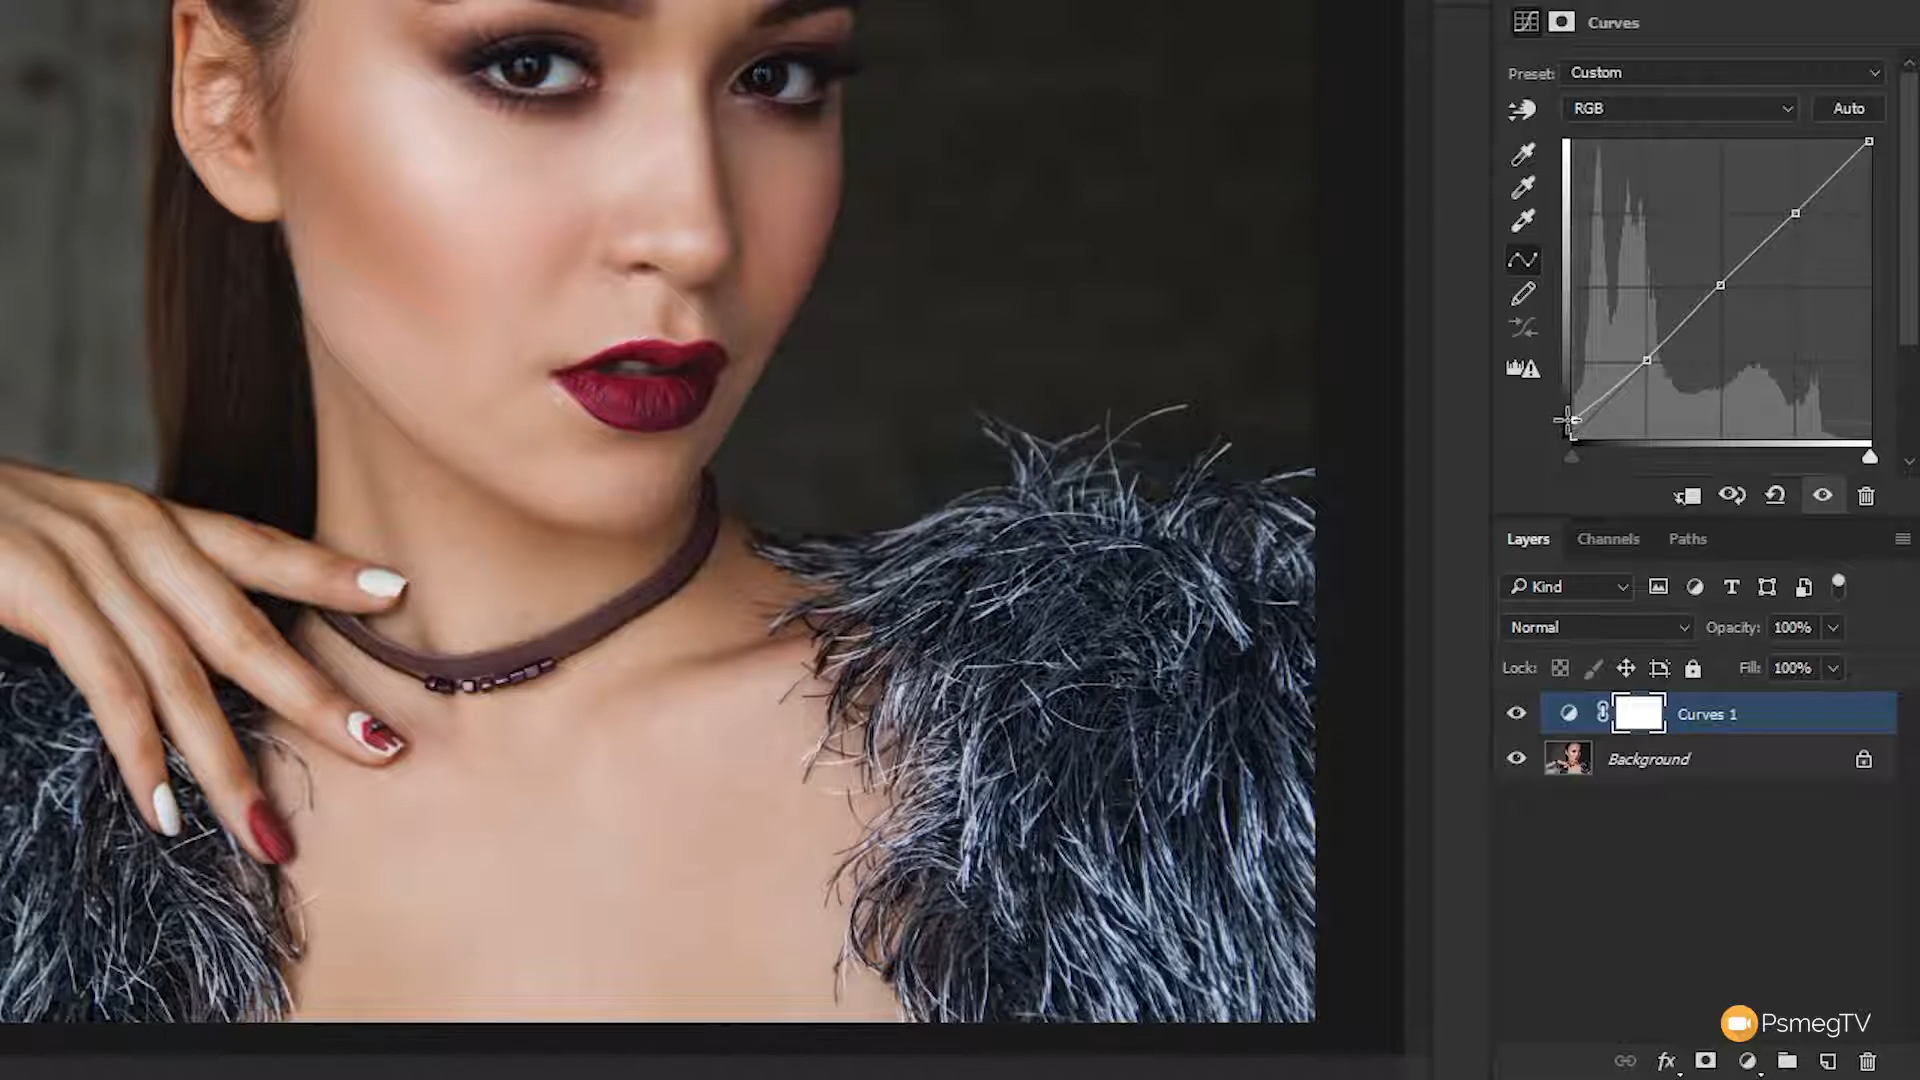 Curves
Preset: Custom
RGB Auto
Layers Channels Paths
Kind
Normal Opacity: 100%
Lock: Fill: 100%
Curves 1
Background
PsmegTV
fx